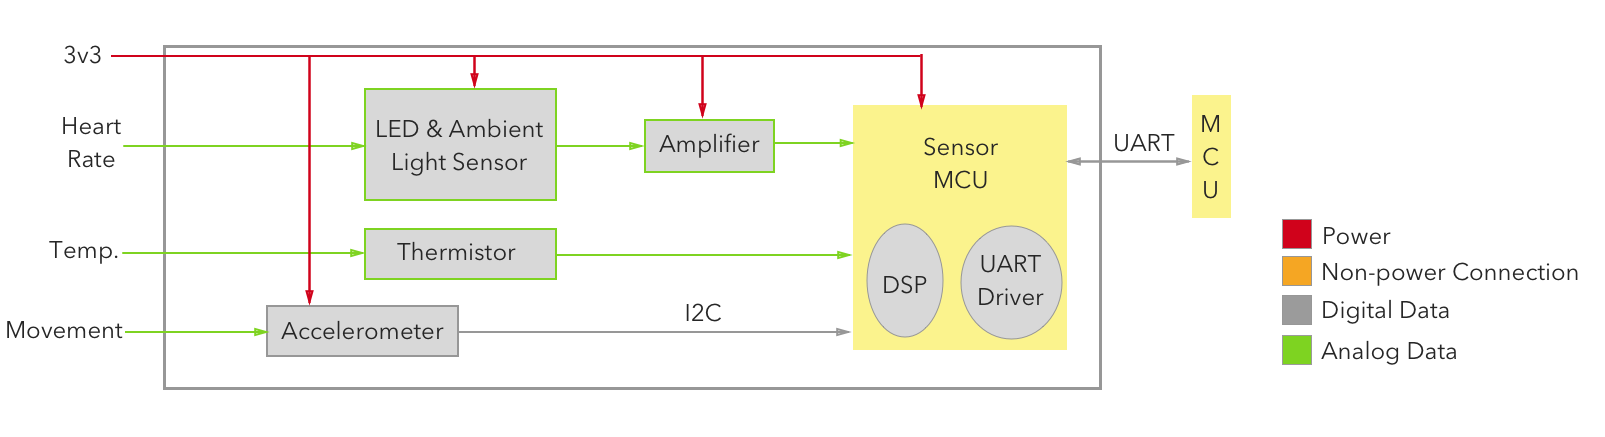 3v3
Heart
Rate
LED & Ambient
Light Sensor
Amplifier
Sensor
MCU
UART
M
C
U
Temp.
Thermistor
DSP
UART
Driver
Movement
Accelerometer
I2C
Power
Non-power Connection
Digital Data
Analog Data